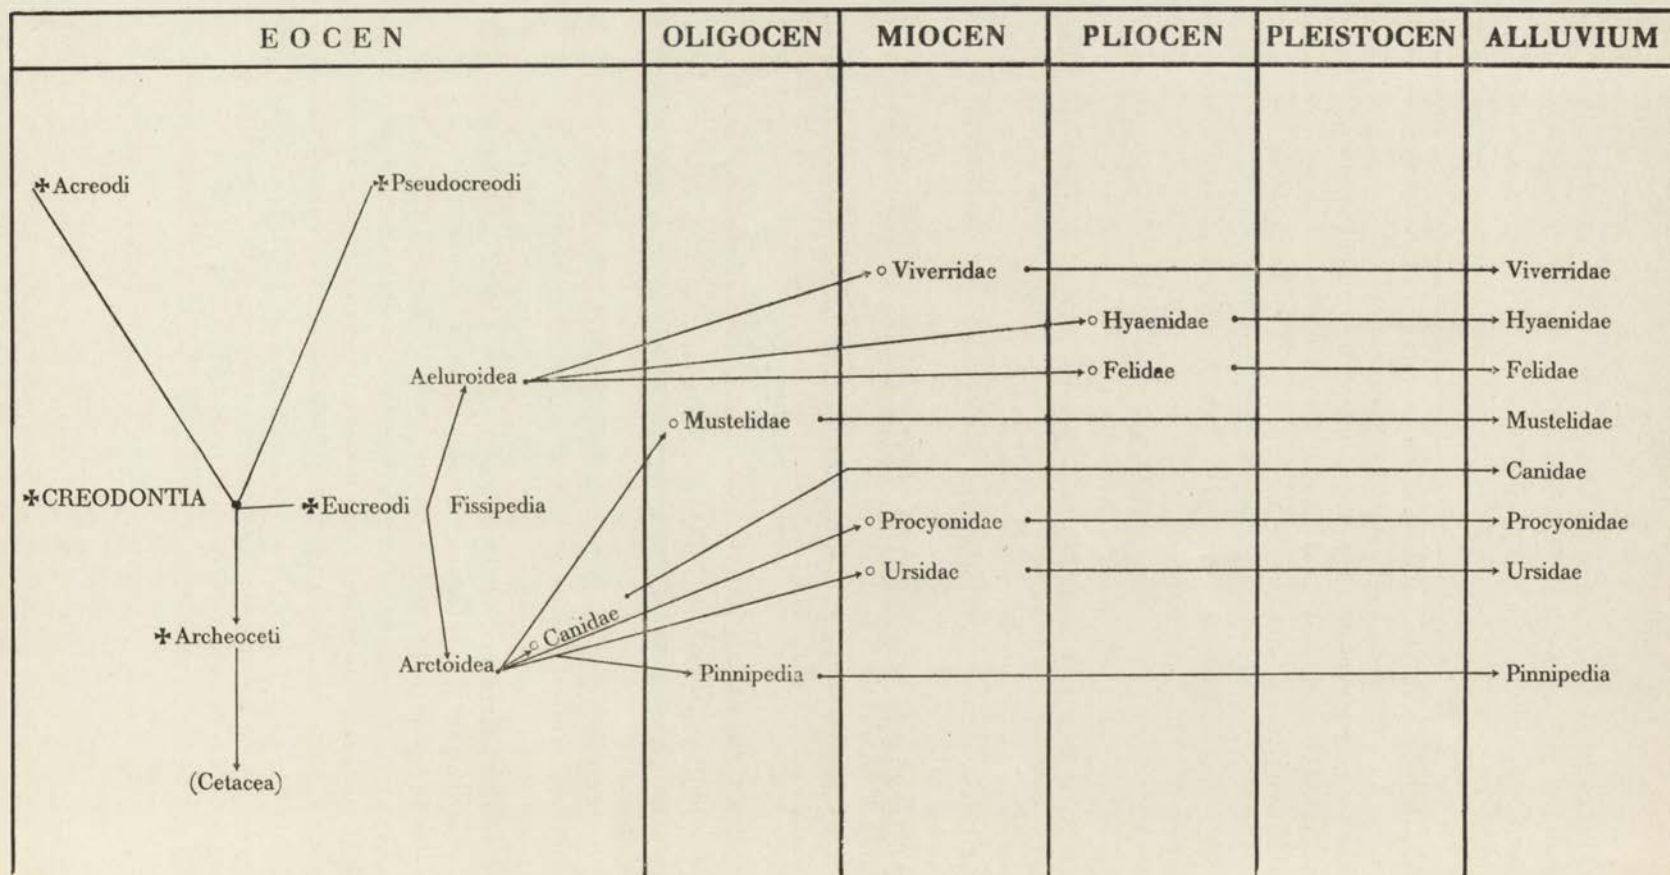 EOCEN OLIGOCEN MIOCEN PLIOCEN PLEISTOCEN ALLUVIUM
✠Acreodi ✠Pseudocreodi
○ Viverridae Viverridae
○ Hyaenidae Hyaenidae
Aeluroidea ○ Felidae Felidae
○ Mustelidae Mustelidae
Canidae
✠CREODONTIA ✠Eucreodi Fissipedia ○ Procyonidae Procyonidae
○ Ursidae Ursidae
✠Archeoceti ○ Canidae
Arctoidea Pinnipedia Pinnipedia
(Cetacea)